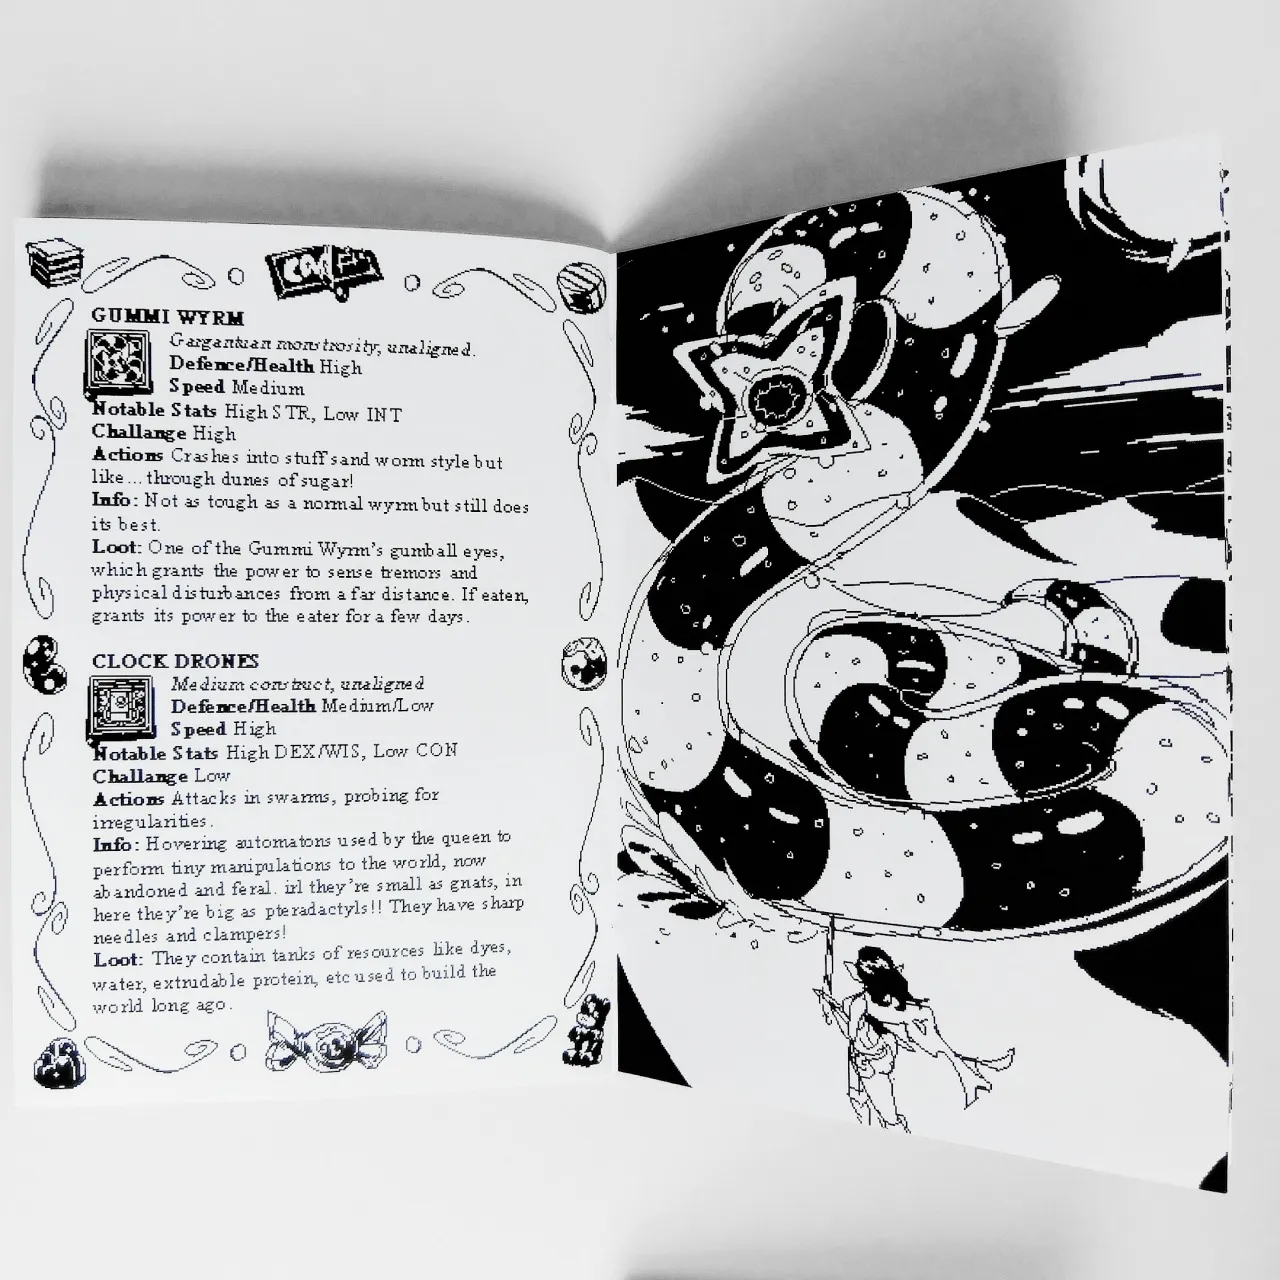 GUMMI WYRM
Gargantuan monstrosity, unaligned.
Defence/Health High
Speed Medium
Notable Stats High STR, Low INT
Challange High
Actions Crashes into stuff sand worm style but
like... through dunes of sugar!
Info: Not as tough as a normal wyrm but still does
its best.
Loot: One of the Gummi Wyrm's gumball eyes,
which grants the power to sense tremors and
physical disturbances from a far distance. If eaten,
grants its power to the eater for a few days.
CLOCK DRONES
Medium construct, unaligned
Defence/Health Medium/Low
Speed High
Notable Stats High DEX/WIS, Low CON
Challange Low
Actions Attacks in swarms, probing for
irregularities.
Info: Hovering automatons used by the queen to
perform tiny manipulations to the world, now
abandoned and feral. irl they're small as gnats, in
here they're big as pteradactyls!! They have sharp
needles and clampers!
Loot: They contain tanks of resources like dyes,
water, extrudable protein, etc used to build the
world long ago.